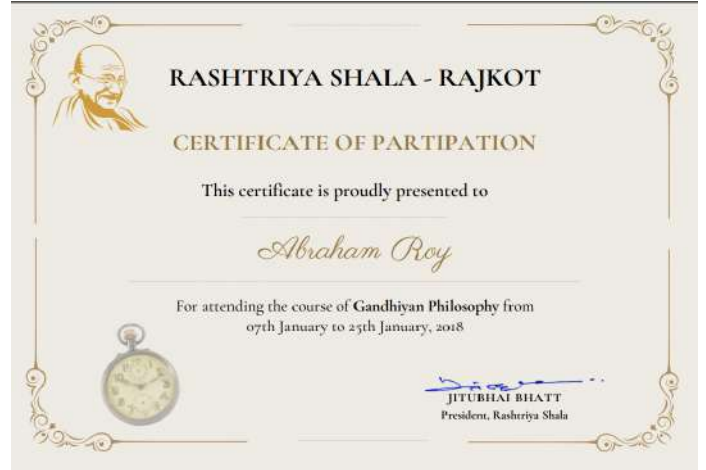 RASHTRIYA SHALA - RAJKOT
CERTIFICATE OF PARTIPATION
This certificate is proudly presented to
Abraham Roy
For attending the course of Gandhiyan Philosophy from
07th January to 25th January, 2018
JITUBHAI BHATT
President, Rashtriya Shala